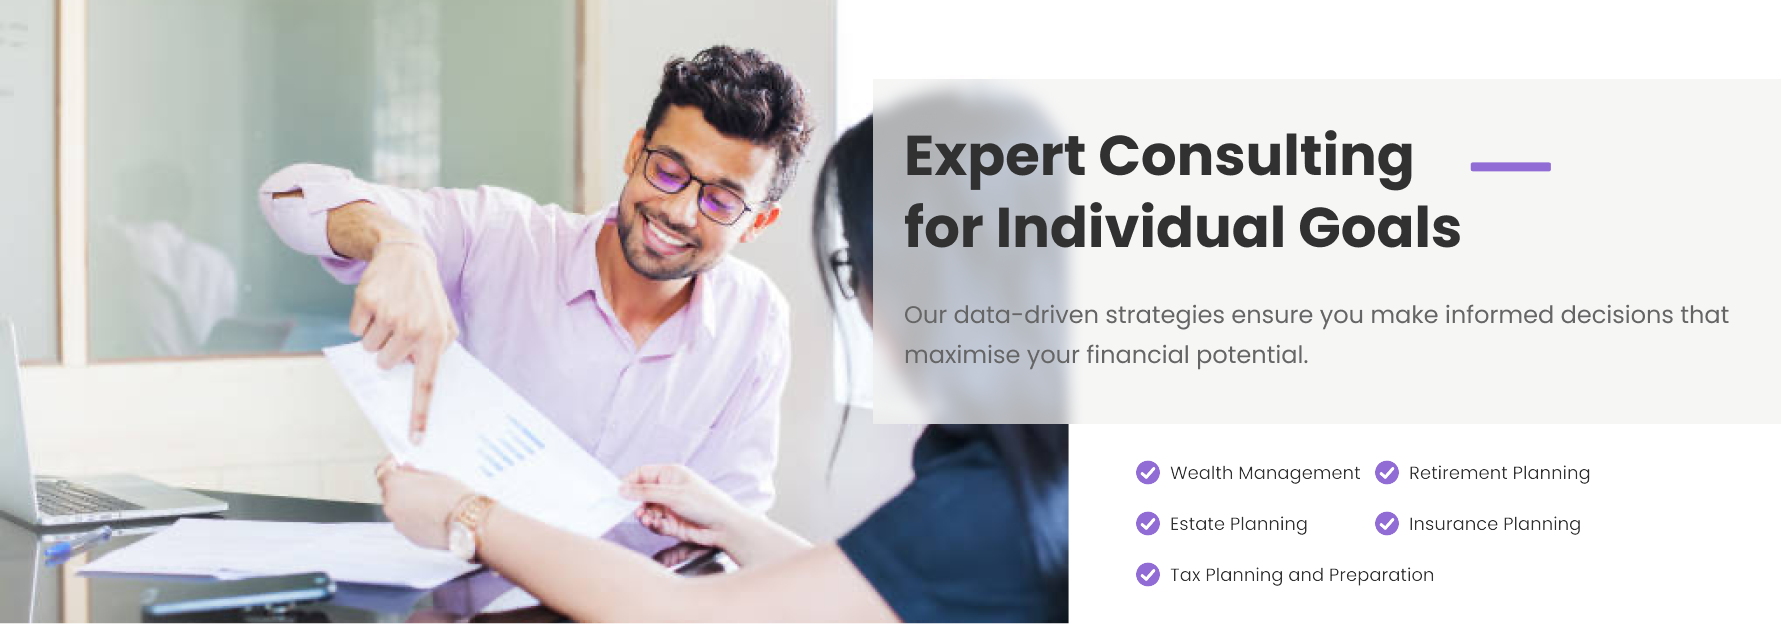 Expert Consulting
for Individual Goals
Our data-driven strategies ensure you make informed decisions that
maximise your financial potential.
Wealth Management
Retirement Planning
Estate Planning
Insurance Planning
Tax Planning and Preparation